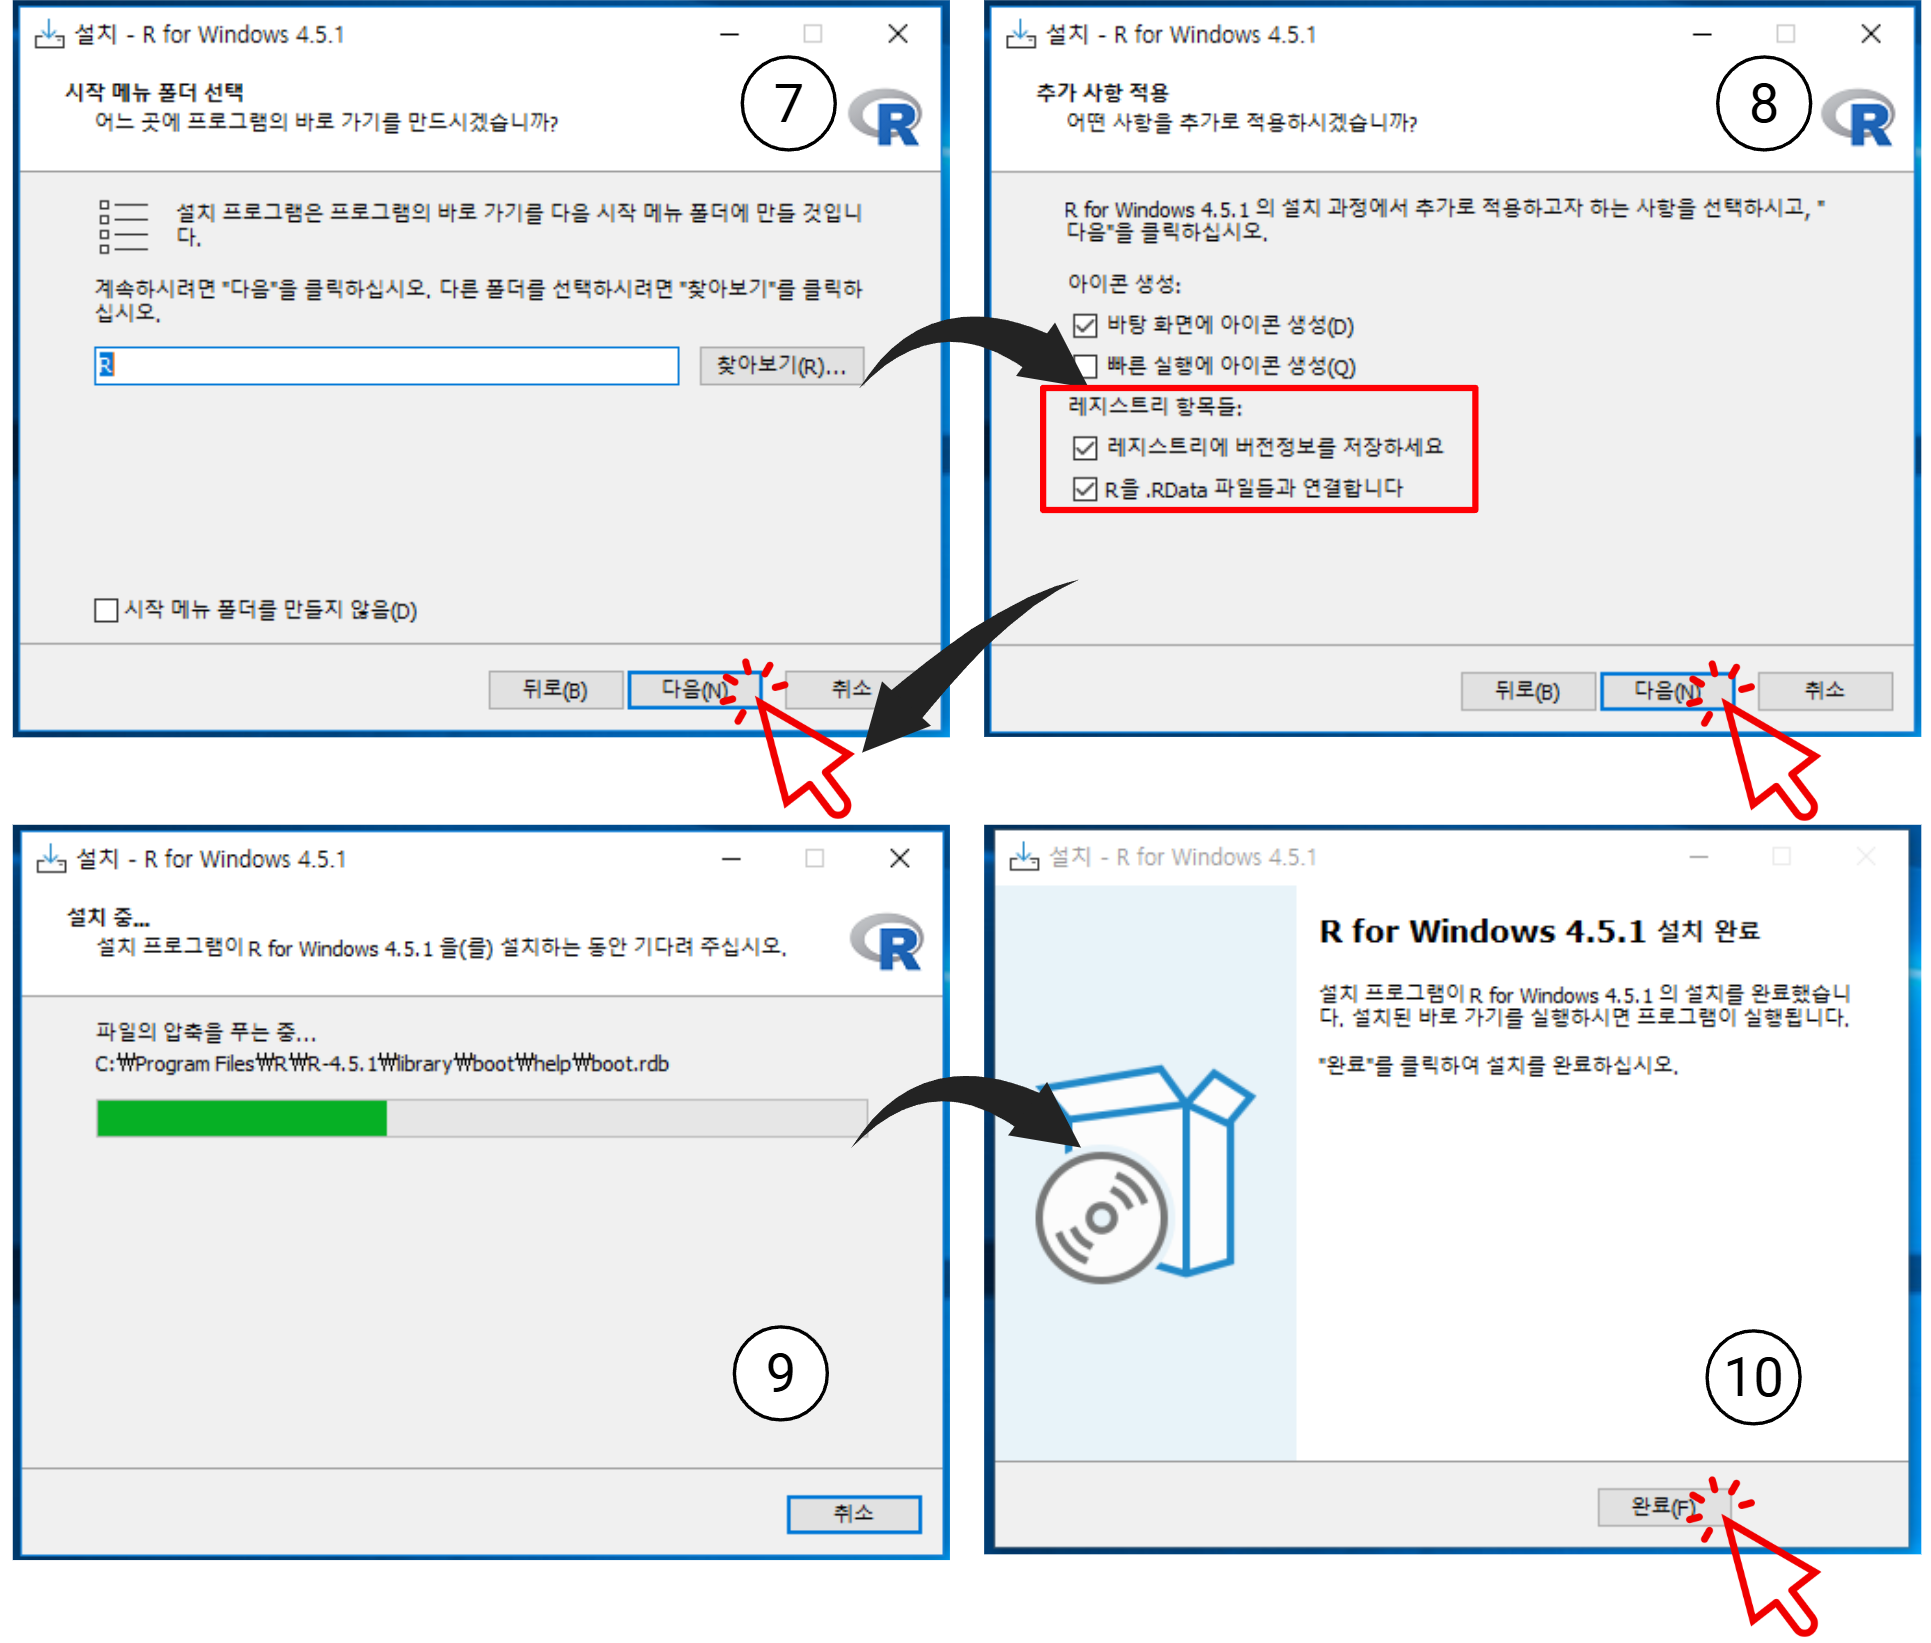 설치 - R for Windows 4.5.1
시작 메뉴 폴더 선택
어느 곳에 프로그램의 바로 가기를 만드시겠습니까?
7
R
설치 프로그램은 프로그램의 바로 가기를 다음 시작 메뉴 폴더에 만들 것입니
다.
계속하시려면 "다음"을 클릭하십시오. 다른 폴더를 선택하시려면 "찾아보기"를 클릭하
십시오.
R
찾아보기(R)...
시작 메뉴 폴더를 만들지 않음(D)
뒤로(B)
다음(N)
취소
설치 - R for Windows 4.5.1
추가 사항 적용
어떤 사항을 추가로 적용하시겠습니까?
8
R
R for Windows 4.5.1 의 설치 과정에서 추가로 적용하고자 하는 사항을 선택하시고, "
다음"을 클릭하십시오.
아이콘 생성:
바탕 화면에 아이콘 생성(D)
빠른 실행에 아이콘 생성(Q)
레지스트리 항목들:
레지스트리에 버전정보를 저장하세요
R을 .RData 파일들과 연결합니다
뒤로(B)
다음(N)
취소
설치 - R for Windows 4.5.1
설치 중...
설치 프로그램이 R for Windows 4.5.1 을(를) 설치하는 동안 기다려 주십시오.
R
파일의 압축을 푸는 중...
C:₩Program Files₩R₩R-4.5.1₩library₩boot₩help₩boot.rdb
9
취소
설치 - R for Windows 4.5.1
R for Windows 4.5.1 설치 완료
설치 프로그램이 R for Windows 4.5.1 의 설치를 완료했습니
다. 설치된 바로 가기를 실행하시면 프로그램이 실행됩니다.
"완료"를 클릭하여 설치를 완료하십시오.
10
완료(F)